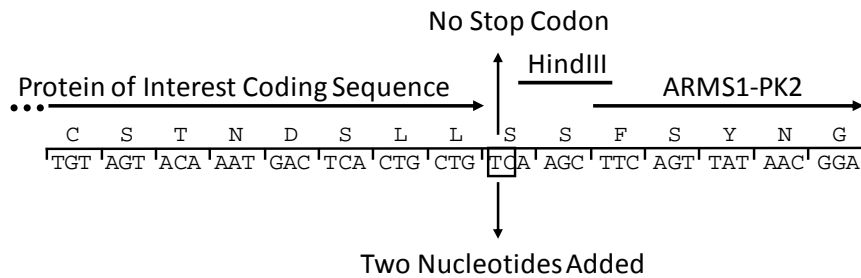 No Stop Codon
HindIII
Protein of Interest Coding Sequence ARMS1-PK2
C S T N D S L L S S F S Y N G
TGT AGT ACA AAT GAC TCA CTG CTG TCA AGC TTC AGT TAT AAC GGA
Two Nucleotides Added